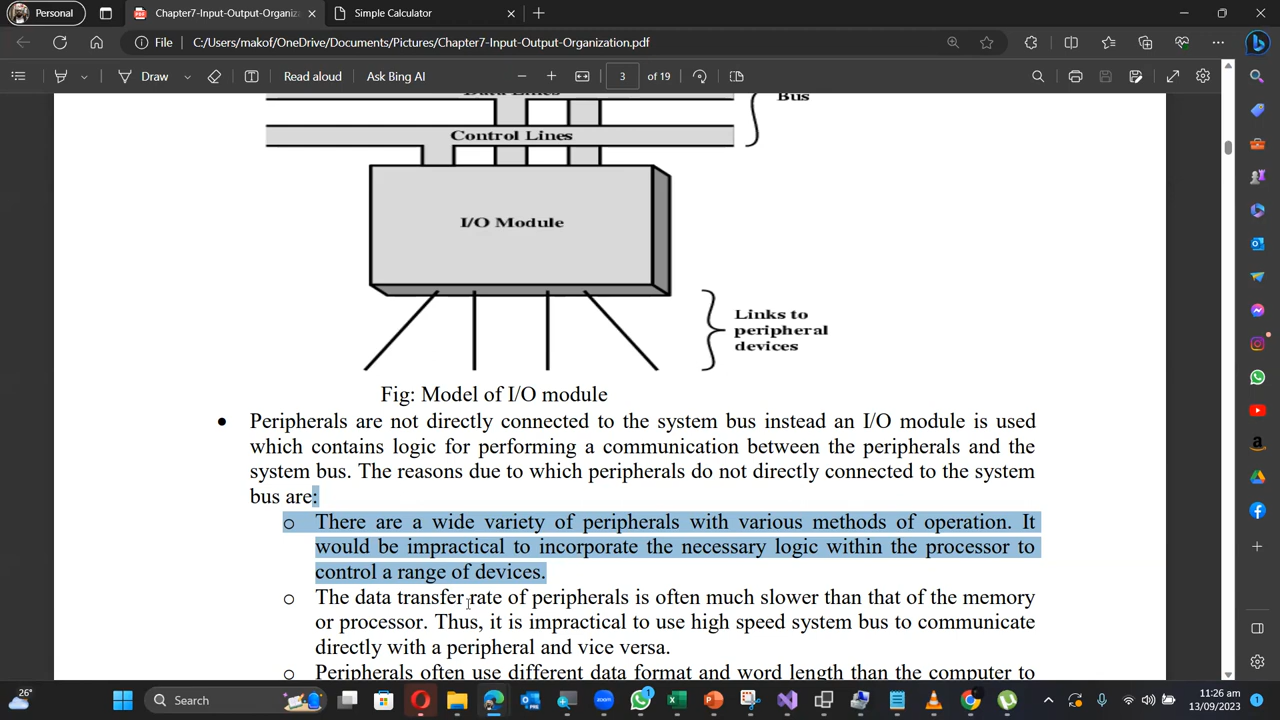 Personal
Chapter7-Input-Output-Organiza
Simple Calculator
File
C:/Users/makof/OneDrive/Documents/Pictures/Chapter7-Input-Output-Organization.pdf
Draw
Read aloud
Ask Bing AI
3
of 19
Data Lines
Bus
Control Lines
I/O Module
Links to
peripheral
devices
Fig: Model of I/O module
• Peripherals are not directly connected to the system bus instead an I/O module is used
which contains logic for performing a communication between the peripherals and the
system bus. The reasons due to which peripherals do not directly connected to the system
bus are:
o There are a wide variety of peripherals with various methods of operation. It
would be impractical to incorporate the necessary logic within the processor to
control a range of devices.
o The data transfer rate of peripherals is often much slower than that of the memory
or processor. Thus, it is impractical to use high speed system bus to communicate
directly with a peripheral and vice versa.
o Peripherals often use different data format and word length than the computer to
26°
Search
11:26 am
13/09/2023